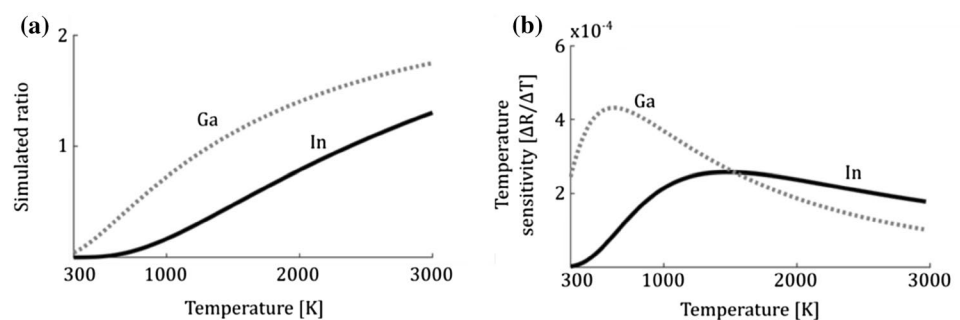 (a)
2
Simulated ratio
Ga
In
1
300 1000 2000 3000
Temperature [K]
(b)
x10-4
6
Temperature
sensitivity [ΔR/ΔT]
Ga
4
In
2
300 1000 2000 3000
Temperature [K]